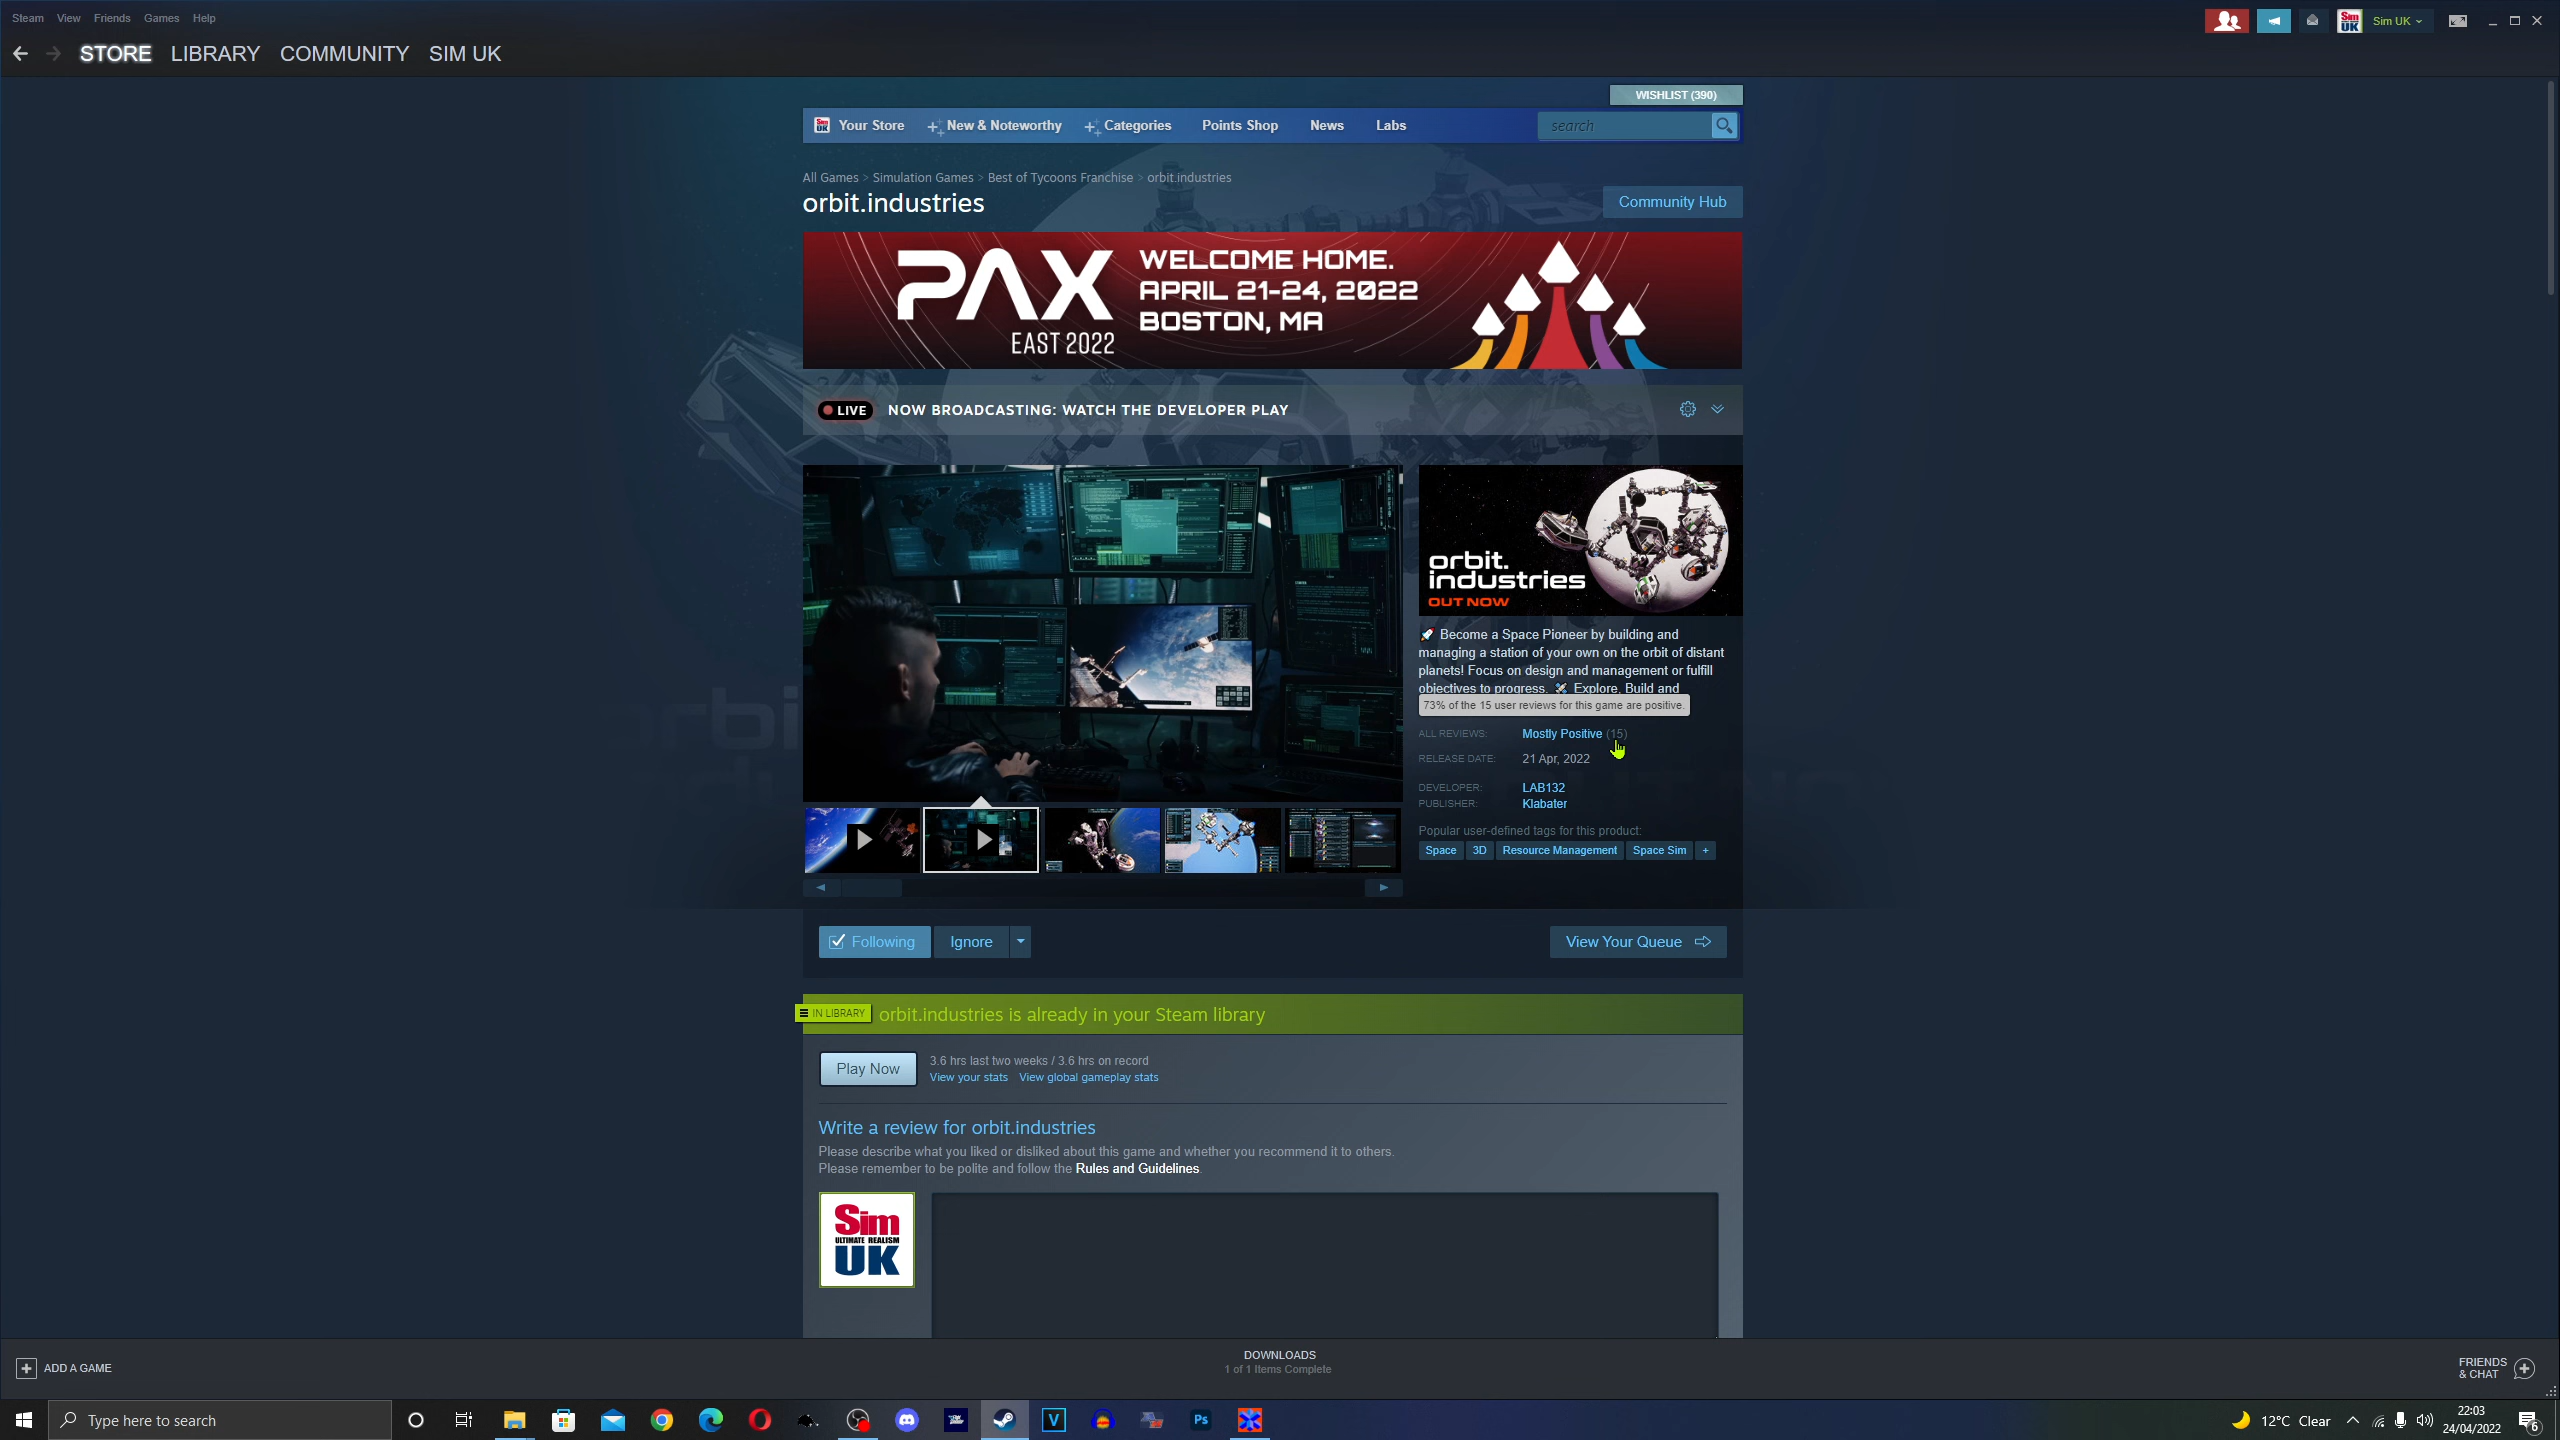 Steam View Friends Games Help
Sim UK
STORE LIBRARY COMMUNITY SIM UK
WISHLIST (390)
Sim UK Your Store New & Noteworthy Categories Points Shop News Labs search
All Games > Simulation Games > Best of Tycoons Franchise > orbit.industries
orbit.industries
Community Hub
PAX
EAST 2022
WELCOME HOME.
APRIL 21-24, 2022
BOSTON, MA
LIVE NOW BROADCASTING: WATCH THE DEVELOPER PLAY
orbit.
industries
OUT NOW
🚀 Become a Space Pioneer by building and
managing a station of your own on the orbit of distant
planets! Focus on design and management or fulfill
objectives to progress. 🛰 Explore, Build and
73% of the 15 user reviews for this game are positive.
ALL REVIEWS: Mostly Positive (15)
RELEASE DATE: 21 Apr, 2022
DEVELOPER: LAB132
PUBLISHER: Klabater
Popular user-defined tags for this product:
Space 3D Resource Management Space Sim +
Following Ignore View Your Queue
IN LIBRARY orbit.industries is already in your Steam library
Play Now
3.6 hrs last two weeks / 3.6 hrs on record
View your stats View global gameplay stats
Write a review for orbit.industries
Please describe what you liked or disliked about this game and whether you recommend it to others.
Please remember to be polite and follow the Rules and Guidelines.
Sim
ULTIMATE REALISM
UK
+ ADD A GAME
DOWNLOADS
1 of 1 Items Complete
FRIENDS
& CHAT
Type here to search
V
Ps
12°C Clear
22:03
24/04/2022
6